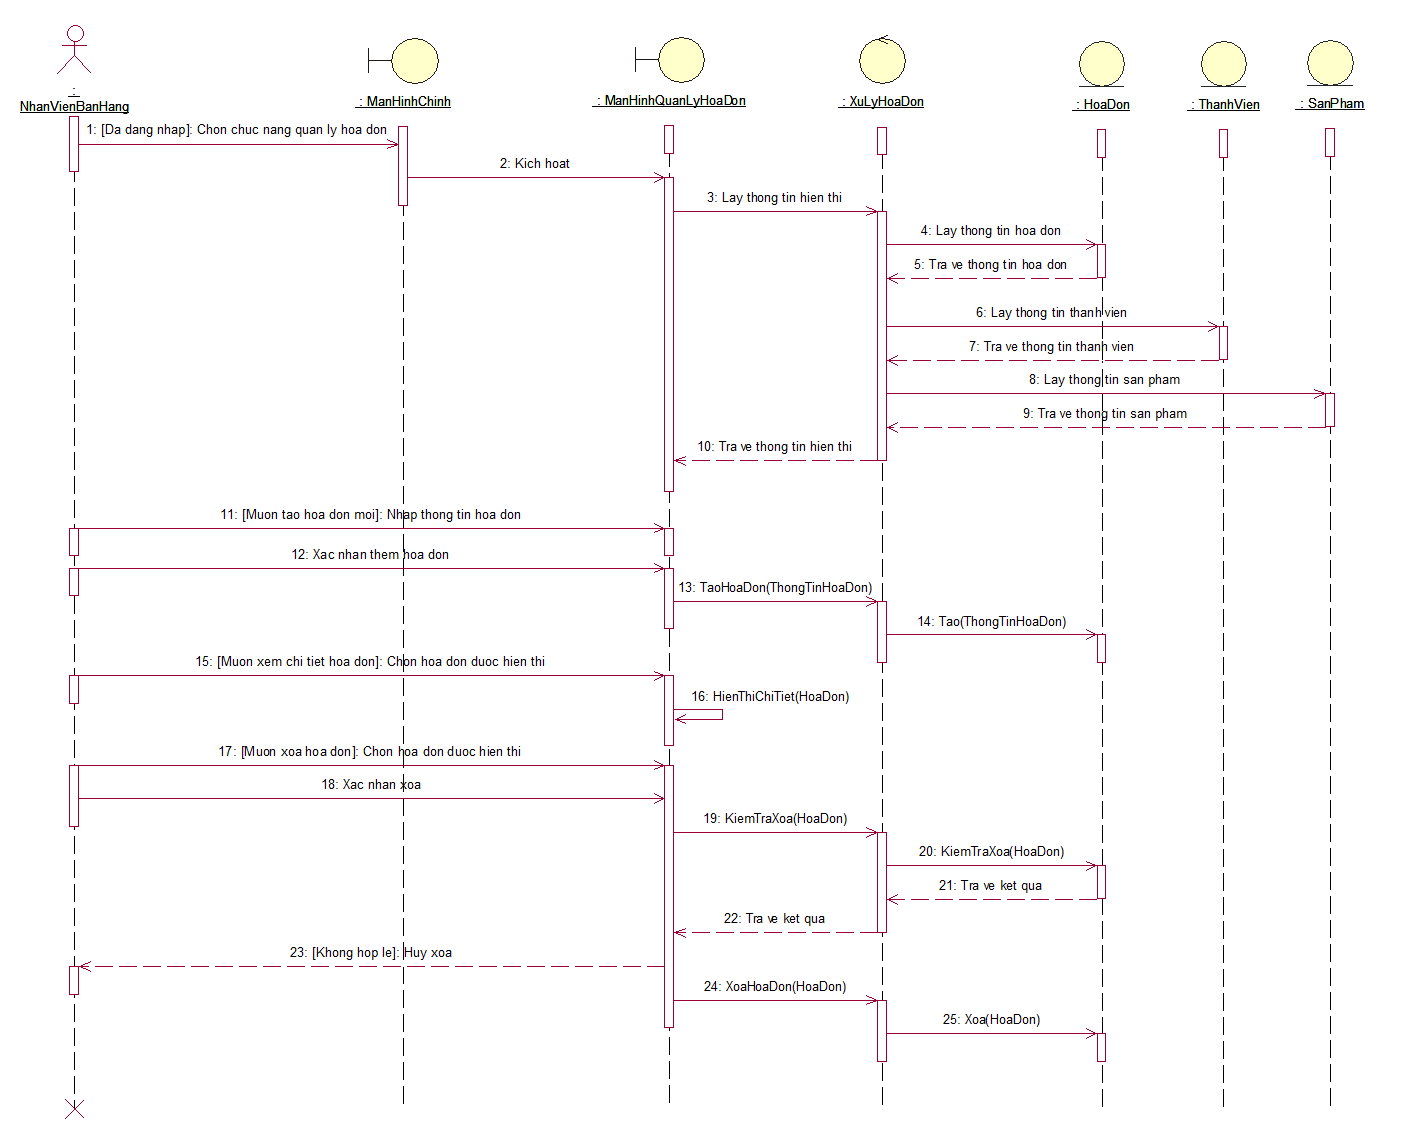 :
NhanVienBanHang
: ManHinhChinh
: ManHinhQuanLyHoaDon
: XuLyHoaDon
: HoaDon
: ThanhVien
: SanPham
1: [Da dang nhap]: Chon chuc nang quan ly hoa don
2: Kich hoat
3: Lay thong tin hien thi
4: Lay thong tin hoa don
5: Tra ve thong tin hoa don
6: Lay thong tin thanh vien
7: Tra ve thong tin thanh vien
8: Lay thong tin san pham
9: Tra ve thong tin san pham
10: Tra ve thong tin hien thi
11: [Muon tao hoa don moi]: Nhap thong tin hoa don
12: Xac nhan them hoa don
13: TaoHoaDon(ThongTinHoaDon)
14: Tao(ThongTinHoaDon)
15: [Muon xem chi tiet hoa don]: Chon hoa don duoc hien thi
16: HienThiChiTiet(HoaDon)
17: [Muon xoa hoa don]: Chon hoa don duoc hien thi
18: Xac nhan xoa
19: KiemTraXoa(HoaDon)
20: KiemTraXoa(HoaDon)
21: Tra ve ket qua
22: Tra ve ket qua
23: [Khong hop le]: Huy xoa
24: XoaHoaDon(HoaDon)
25: Xoa(HoaDon)